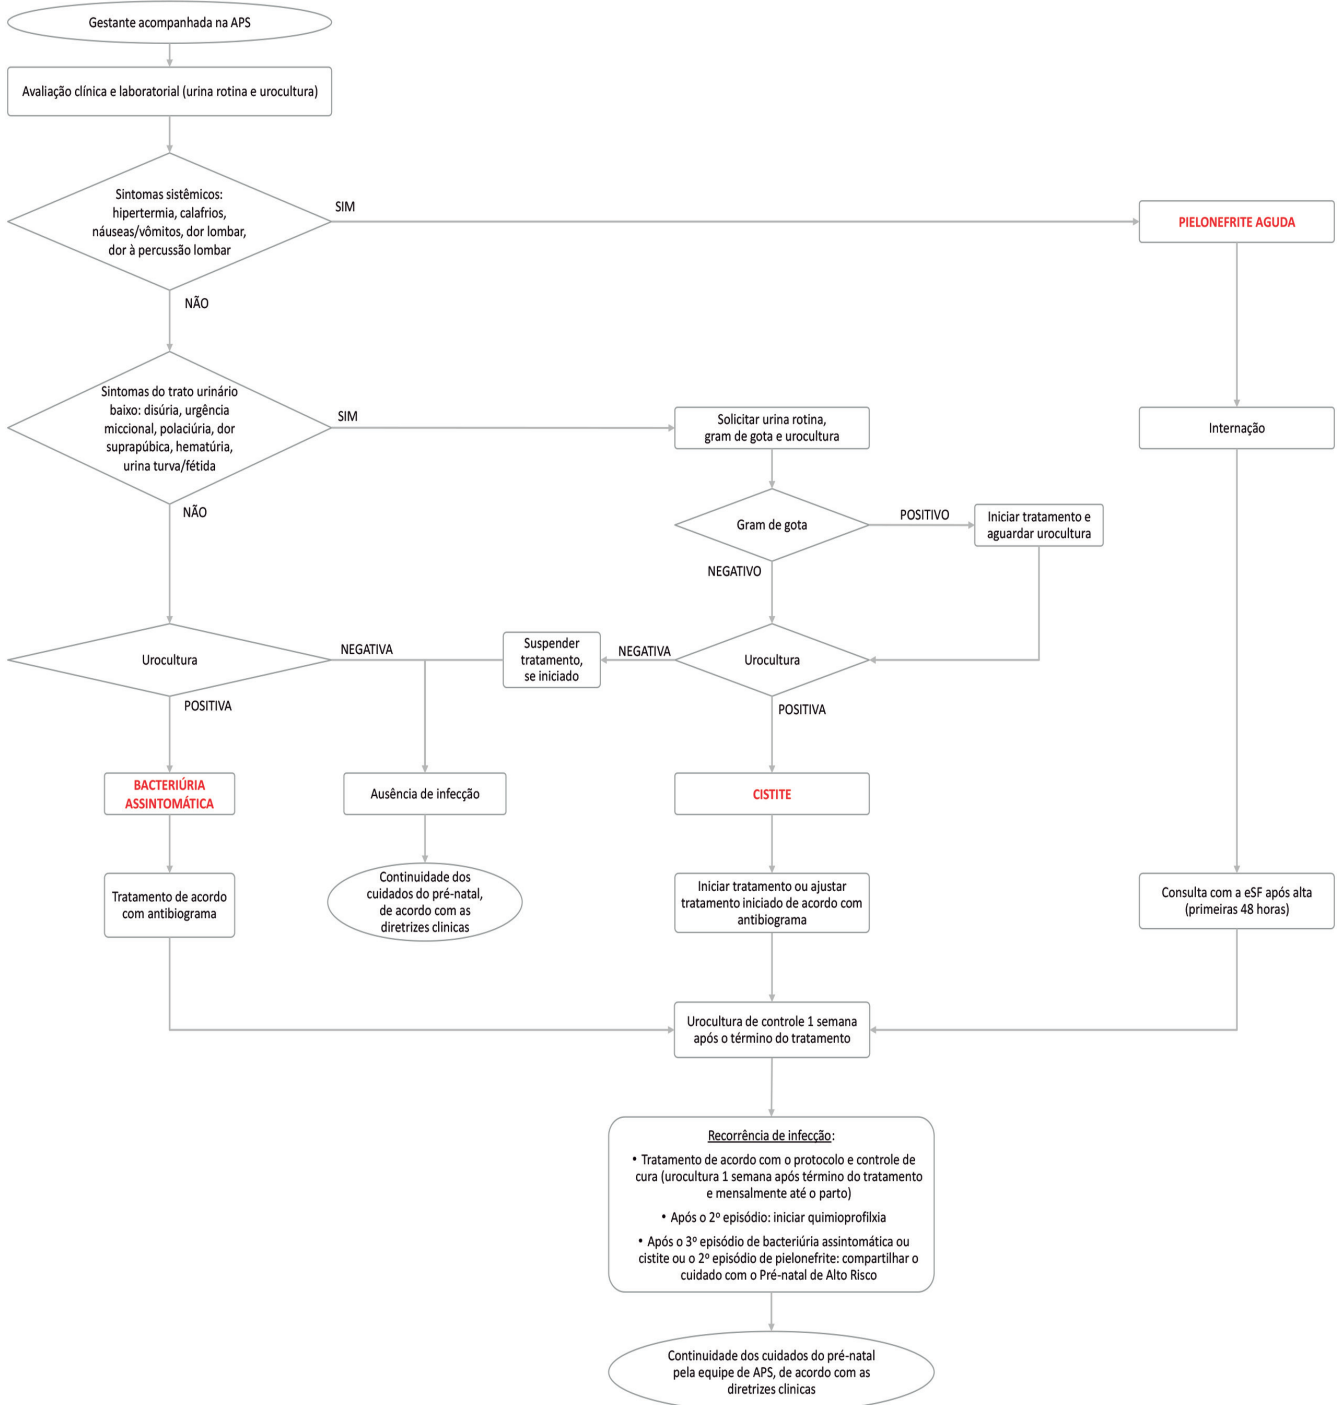 Gestante acompanhada na APS
Avaliação clínica e laboratorial (urina rotina e urocultura)
Sintomas sistêmicos:
hipertermia, calafrios,
náuseas/vômitos, dor lombar,
dor à percussão lombar
SIM
PIELONEFRITE AGUDA
NÃO
Sintomas do trato urinário
baixo: disúria, urgência
miccional, polaciúria, dor
suprapúbica, hematúria,
urina turva/fétida
SIM
Solicitar urina rotina,
gram de gota e urocultura
Internação
NÃO
Gram de gota
POSITIVO
Iniciar tratamento e
aguardar urocultura
NEGATIVO
Urocultura
NEGATIVA
Suspender
tratamento,
se iniciado
NEGATIVA
Urocultura
POSITIVA
POSITIVA
BACTERIÚRIA
ASSINTOMÁTICA
Ausência de infecção
CISTITE
Tratamento de acordo
com antibiograma
Continuidade dos
cuidados do pré-natal,
de acordo com as
diretrizes clinicas
Iniciar tratamento ou ajustar
tratamento iniciado de acordo com
antibiograma
Consulta com a eSF após alta
(primeiras 48 horas)
Urocultura de controle 1 semana
após o término do tratamento
Recorrência de infecção:
• Tratamento de acordo com o protocolo e controle de
cura (urocultura 1 semana após término do tratamento
e mensalmente até o parto)
• Após o 2º episódio: iniciar quimioprofilxia
• Após o 3º episódio de bacteriúria assintomática ou
cistite ou o 2º episódio de pielonefrite: compartilhar o
cuidado com o Pré-natal de Alto Risco
Continuidade dos cuidados do pré-natal
pela equipe de APS, de acordo com as
diretrizes clinicas